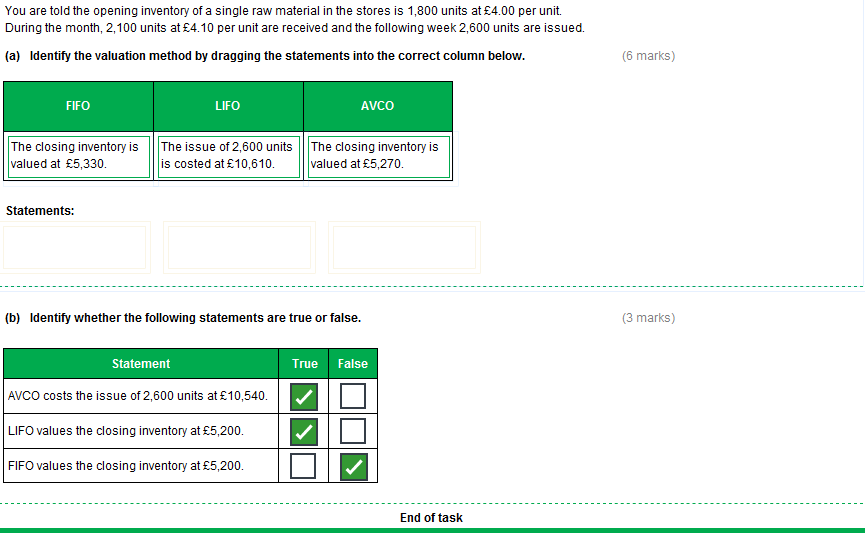 You are told the opening inventory of a single raw material in the stores is 1,800 units at £4.00 per unit.
During the month, 2,100 units at £4.10 per unit are received and the following week 2,600 units are issued.
(a) Identify the valuation method by dragging the statements into the correct column below. (6 marks)
FIFO LIFO AVCO
The closing inventory is The issue of 2,600 units The closing inventory is
valued at £5,330. is costed at £10,610. valued at £5,270.
Statements:
(b) Identify whether the following statements are true or false. (3 marks)
Statement True False
AVCO costs the issue of 2,600 units at £10,540.
LIFO values the closing inventory at £5,200.
FIFO values the closing inventory at £5,200.
End of task